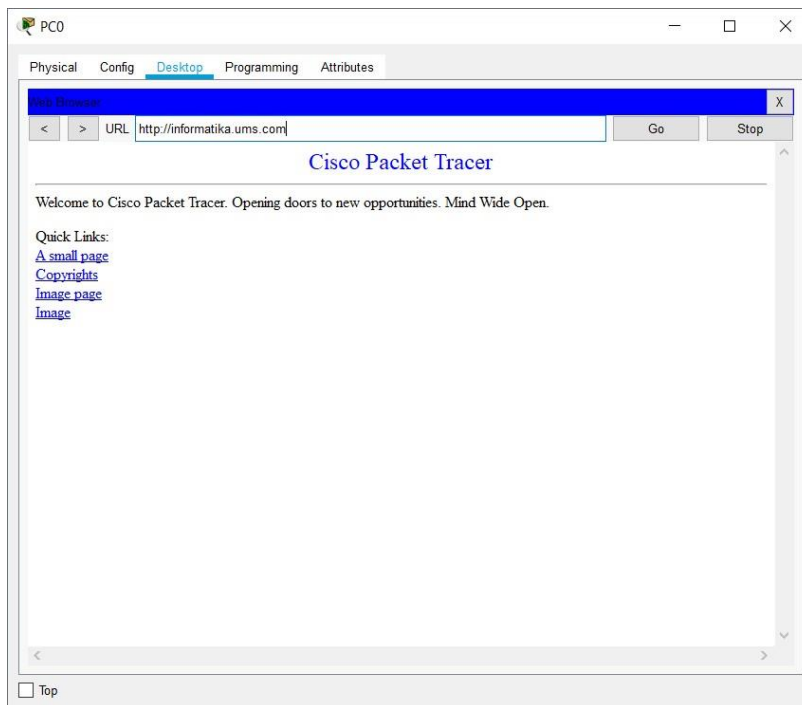 PC0
Physical Config Desktop Programming Attributes
Web Browser X
< > URL http://informatika.ums.com Go Stop
Cisco Packet Tracer
Welcome to Cisco Packet Tracer. Opening doors to new opportunities. Mind Wide Open.
Quick Links:
A small page
Copyrights
Image page
Image
Top